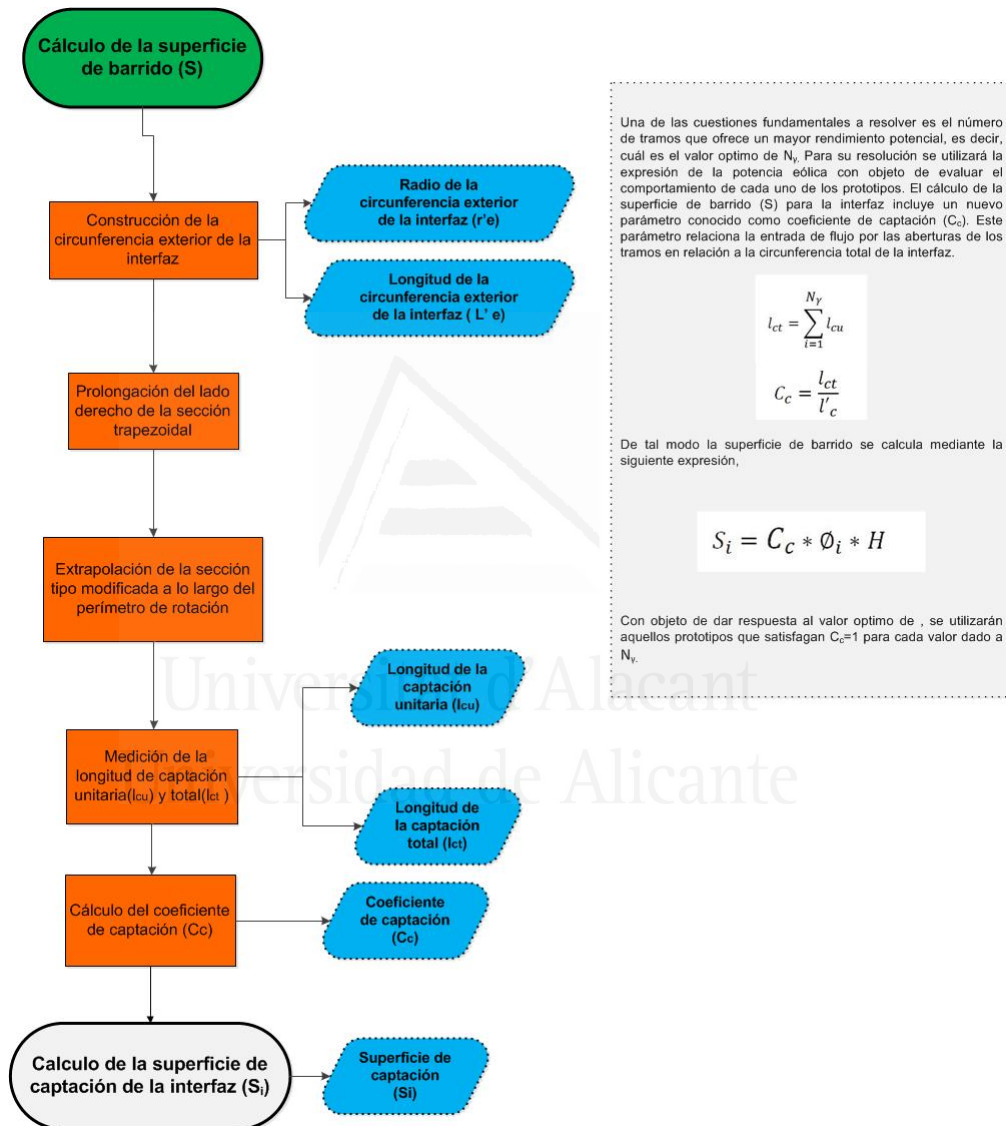 Cálculo de la superficie
de barrido (S)
Construcción de la
circunferencia exterior de la
interfaz
Radio de la
circunferencia exterior
de la interfaz (r'e)
Longitud de la
circunferencia exterior
de la interfaz ( L' e)
Prolongación del lado
derecho de la sección
trapezoidal
Extrapolación de la sección
tipo modificada a lo largo del
perímetro de rotación
Medición de la
longitud de captación
unitaria(lcu) y total(lct )
Longitud de la
captación
unitaria (lcu)
Longitud de
la captación
total (lct)
Cálculo del coeficiente
de captación (Cc)
Coeficiente
de captación
(Cc)
Calculo de la superficie de
captación de la interfaz (Si)
Superficie de
captación
(Si)
Una de las cuestiones fundamentales a resolver es el número
de tramos que ofrece un mayor rendimiento potencial, es decir,
cuál es el valor optimo de Nγ. Para su resolución se utilizará la
expresión de la potencia eólica con objeto de evaluar el
comportamiento de cada uno de los prototipos. El cálculo de la
superficie de barrido (S) para la interfaz incluye un nuevo
parámetro conocido como coeficiente de captación (Cc). Este
parámetro relaciona la entrada de flujo por las aberturas de los
tramos en relación a la circunferencia total de la interfaz.
l_ct = ∑_{i=1}^{Nγ} l_cu
C_c = l_ct / l'_c
De tal modo la superficie de barrido se calcula mediante la
siguiente expresión,
S_i = C_c * Ø_i * H
Con objeto de dar respuesta al valor optimo de , se utilizarán
aquellos prototipos que satisfagan Cc=1 para cada valor dado a
Nγ.
Universitat d'Alacant
Universidad de Alicante